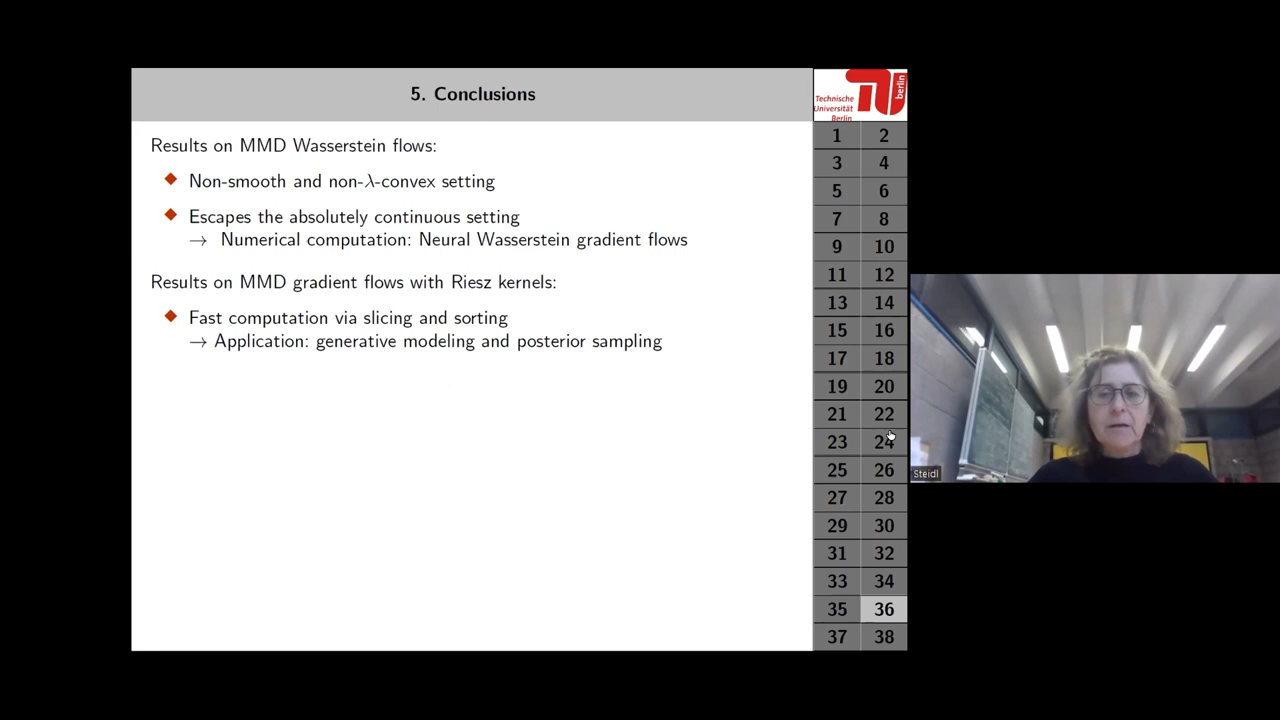 5. Conclusions
Technische
Universität
Berlin
berlin
Results on MMD Wasserstein flows:
◆ Non-smooth and non-λ-convex setting
◆ Escapes the absolutely continuous setting
→ Numerical computation: Neural Wasserstein gradient flows
Results on MMD gradient flows with Riesz kernels:
◆ Fast computation via slicing and sorting
→ Application: generative modeling and posterior sampling
1 2
3 4
5 6
7 8
9 10
11 12
13 14
15 16
17 18
19 20
21 22
23 24
25 26
27 28
29 30
31 32
33 34
35 36
37 38
Steidl